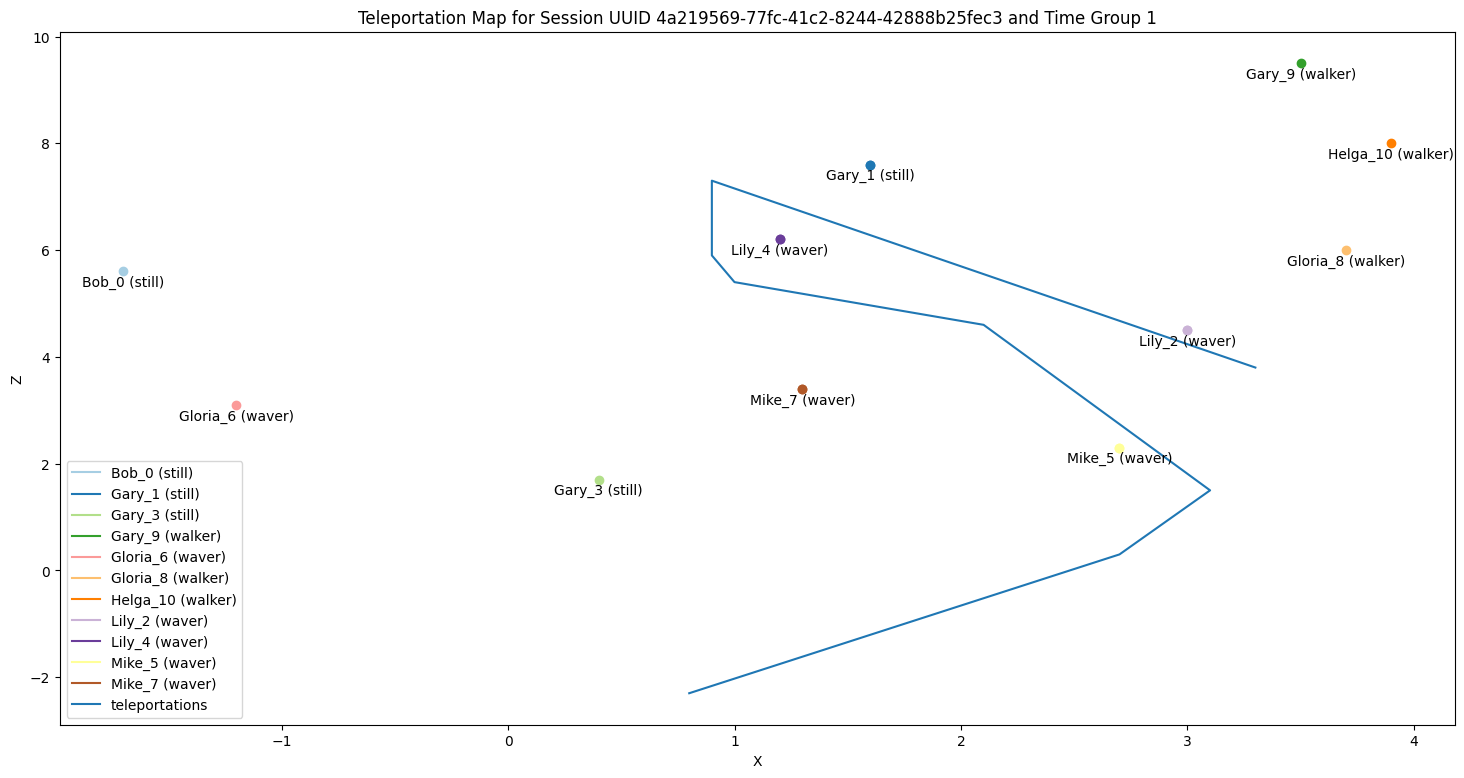 Teleportation Map for Session UUID 4a219569-77fc-41c2-8244-42888b25fec3 and Time Group 1
10
8
6
4
2
0
−2
Z
Gary_9 (walker)
Helga_10 (walker)
Gary_1 (still)
Lily_4 (waver)
Gloria_8 (walker)
Bob_0 (still)
Lily_2 (waver)
Mike_7 (waver)
Gloria_6 (waver)
Mike_5 (waver)
Gary_3 (still)
Bob_0 (still)
Gary_1 (still)
Gary_3 (still)
Gary_9 (walker)
Gloria_6 (waver)
Gloria_8 (walker)
Helga_10 (walker)
Lily_2 (waver)
Lily_4 (waver)
Mike_5 (waver)
Mike_7 (waver)
teleportations
−1 0 1 2 3 4
X